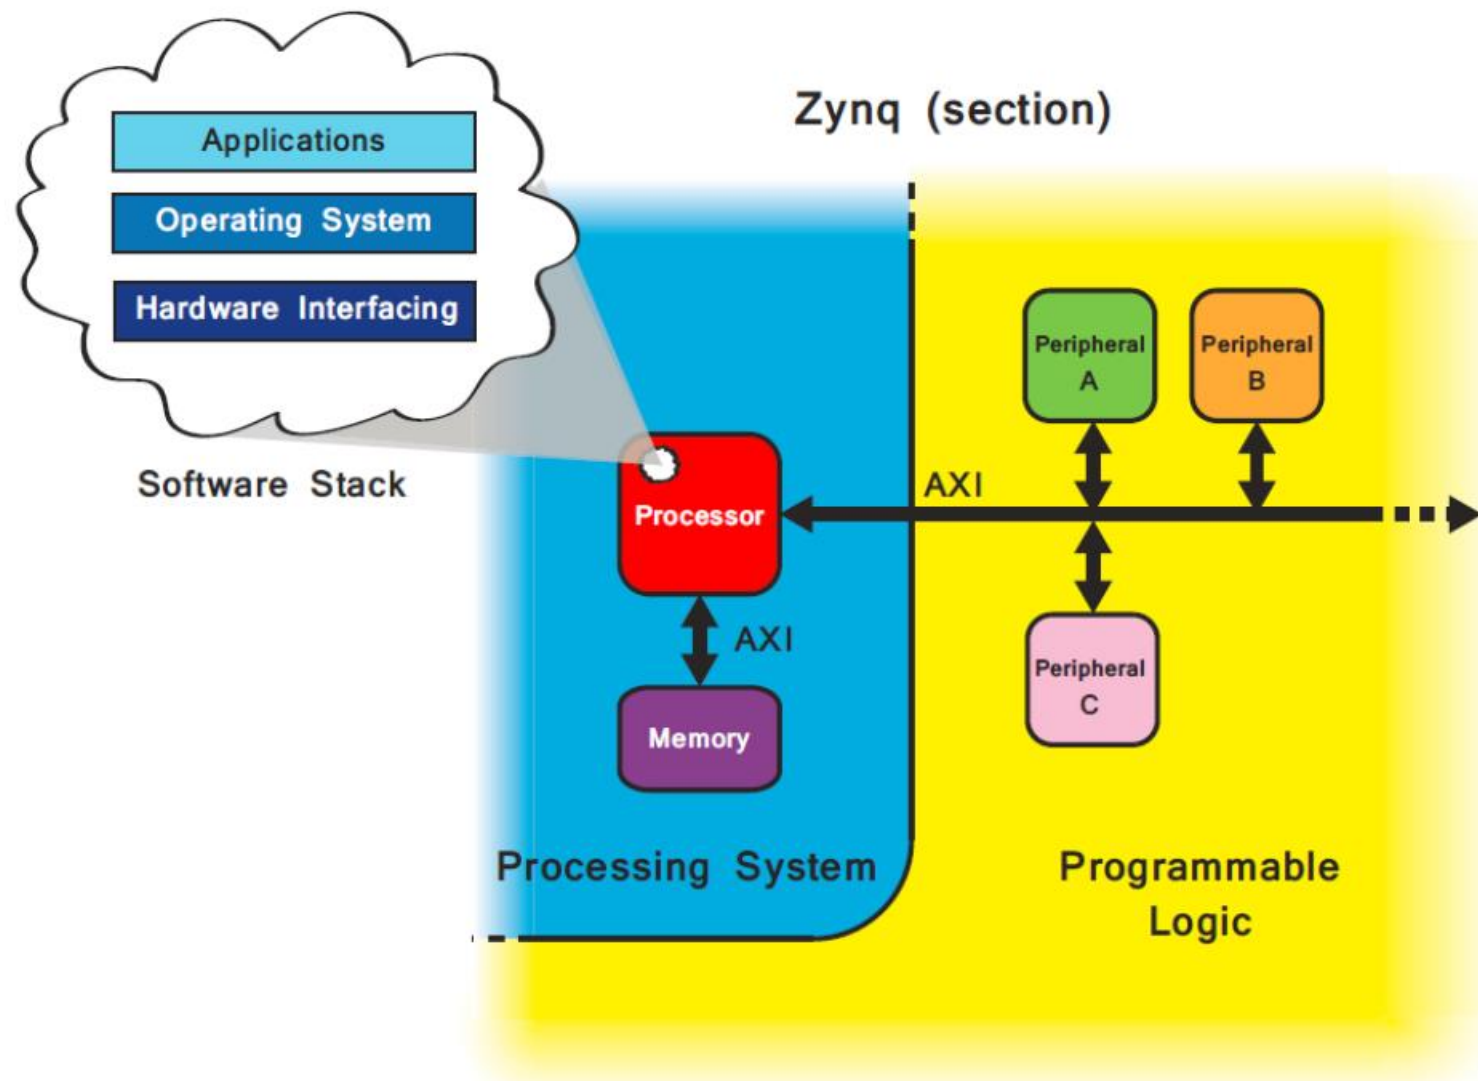 Zynq (section)
Applications
Operating System
Hardware Interfacing
Software Stack
Peripheral
A
Peripheral
B
AXI
Processor
AXI
Memory
Peripheral
C
Processing System
Programmable
Logic